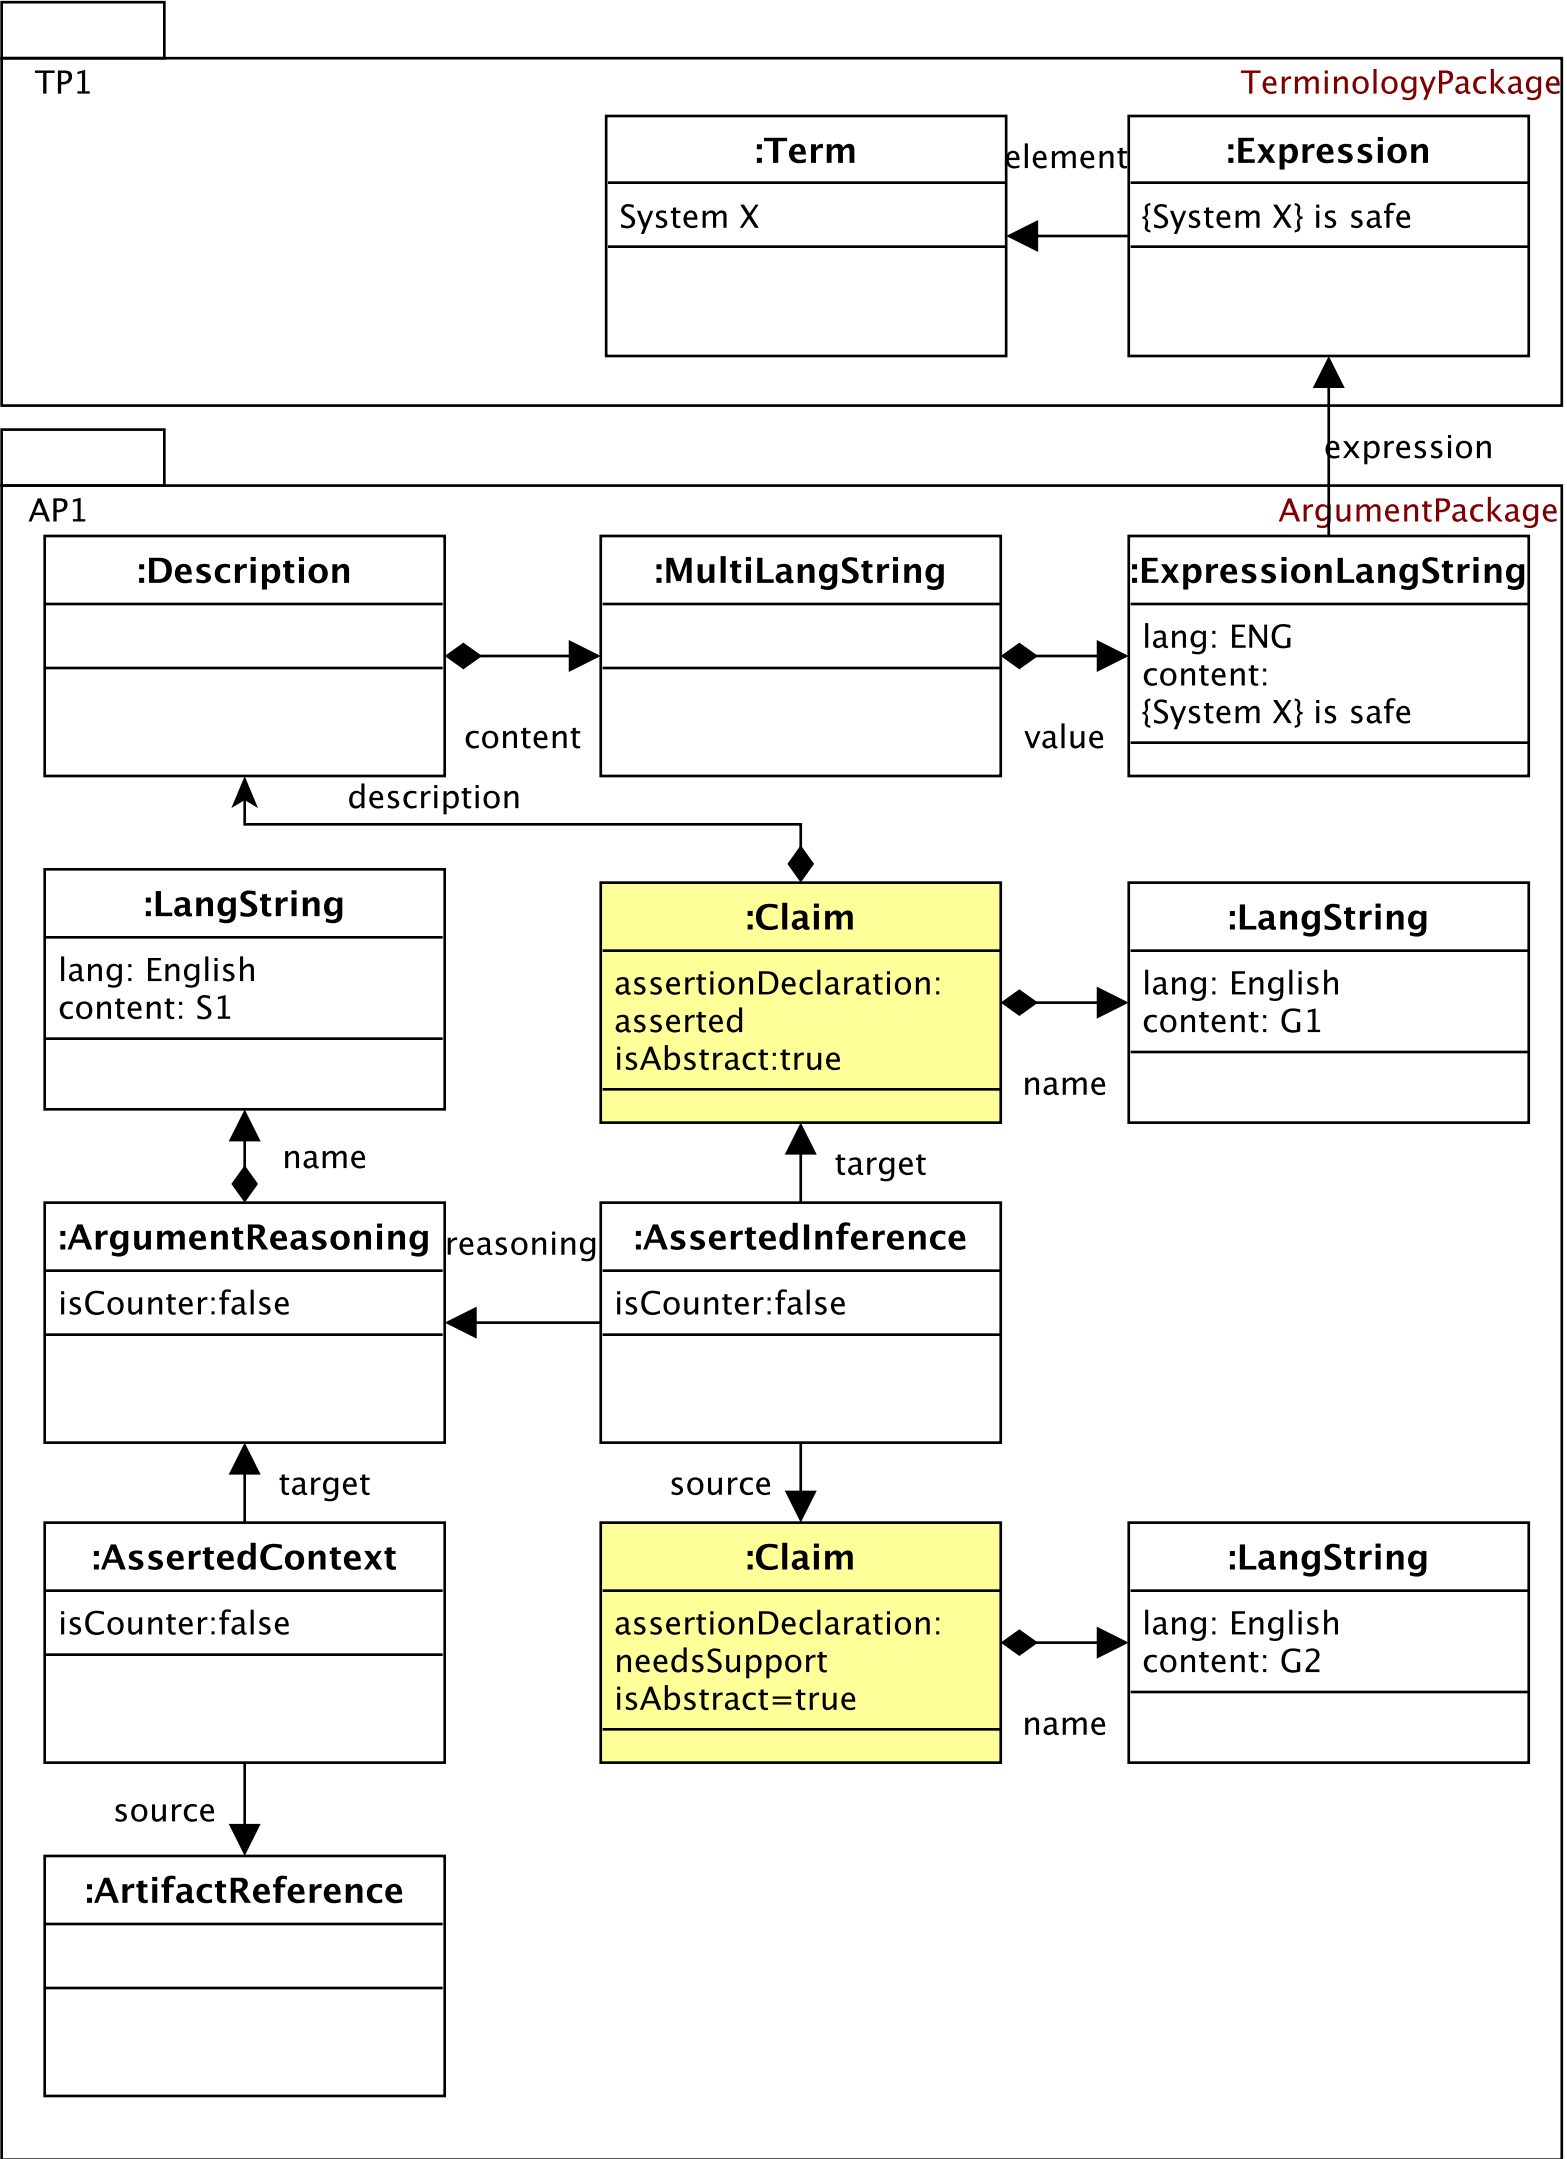 TP1
TerminologyPackage
:Term
element
:Expression
System X
{System X} is safe
expression
AP1
ArgumentPackage
:Description
:MultiLangString
:ExpressionLangString
lang: ENG
content:
{System X} is safe
content
value
description
:LangString
lang: English
content: S1
:Claim
assertionDeclaration:
asserted
isAbstract:true
:LangString
lang: English
content: G1
name
name
target
:ArgumentReasoning
isCounter:false
reasoning
:AssertedInference
isCounter:false
target
source
:AssertedContext
isCounter:false
:Claim
assertionDeclaration:
needsSupport
isAbstract=true
:LangString
lang: English
content: G2
name
source
:ArtifactReference